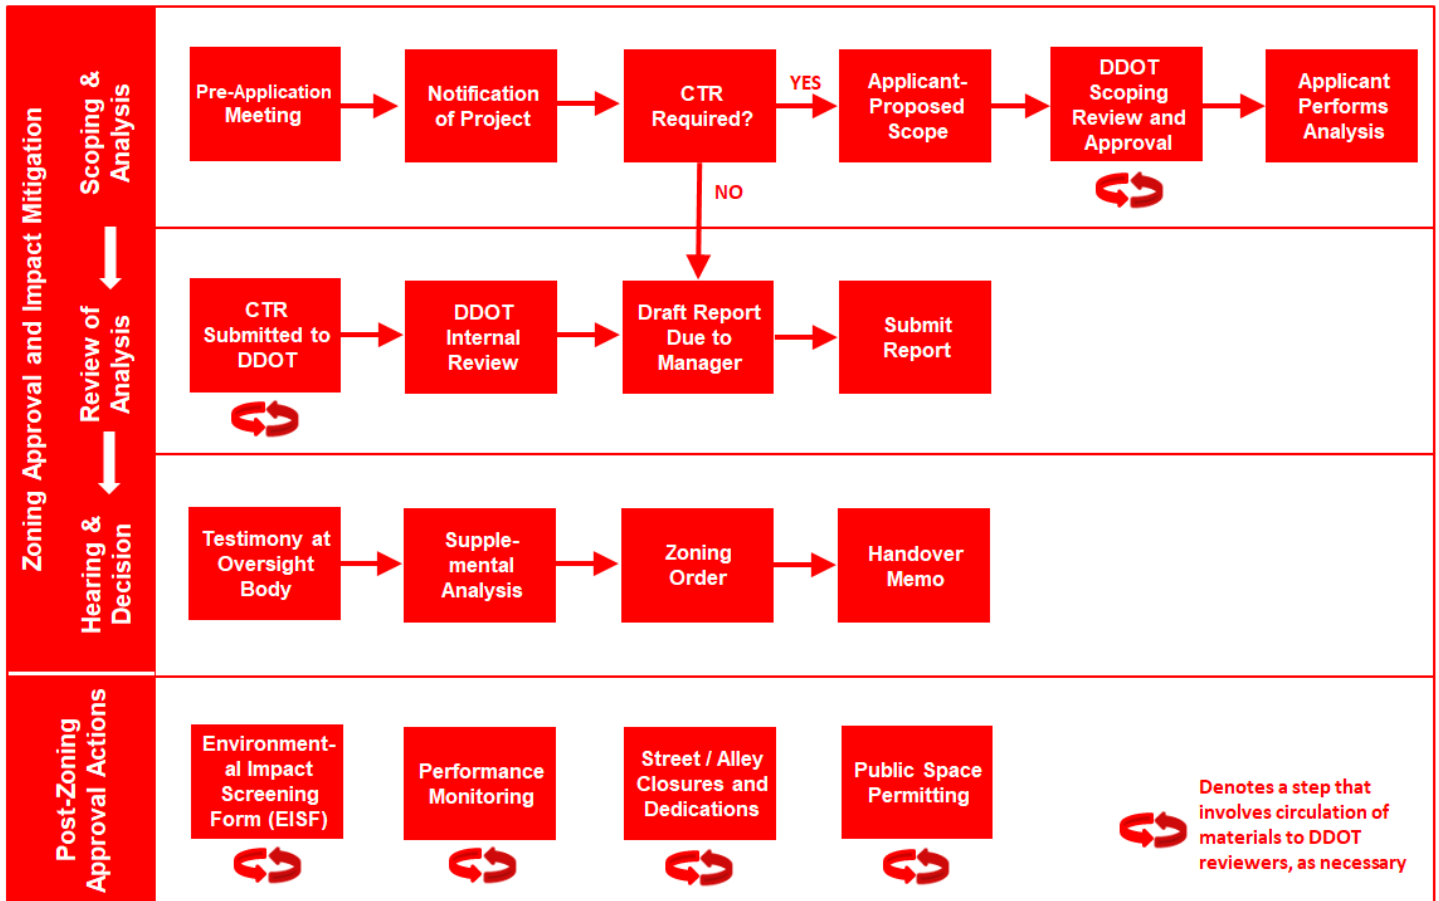 Zoning Approval and Impact Mitigation
Scoping &
Analysis
Pre-Application
Meeting
Notification
of Project
CTR
Required?
YES
NO
Applicant-
Proposed
Scope
DDOT
Scoping
Review and
Approval
Applicant
Performs
Analysis
Review of
Analysis
CTR
Submitted to
DDOT
DDOT
Internal
Review
Draft Report
Due to
Manager
Submit
Report
Hearing &
Decision
Testimony at
Oversight
Body
Supple-
mental
Analysis
Zoning
Order
Handover
Memo
Post-Zoning
Approval Actions
Environment-
al Impact
Screening
Form (EISF)
Performance
Monitoring
Street / Alley
Closures and
Dedications
Public Space
Permitting
Denotes a step that
involves circulation of
materials to DDOT
reviewers, as necessary